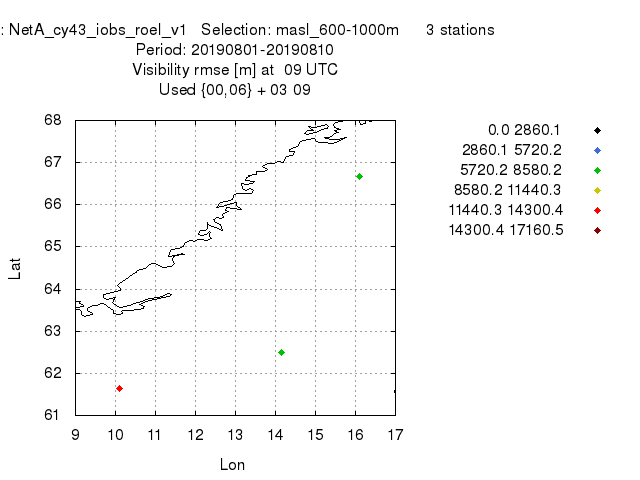 : NetA_cy43_iobs_roel_v1 Selection: masl_600-1000m 3 stations
Period: 20190801-20190810
Visibility rmse [m] at 09 UTC
Used {00,06} + 03 09
68
67
66
65
64
63
62
61
9 10 11 12 13 14 15 16 17
Lat
Lon
0.0 2860.1
2860.1 5720.2
5720.2 8580.2
8580.2 11440.3
11440.3 14300.4
14300.4 17160.5